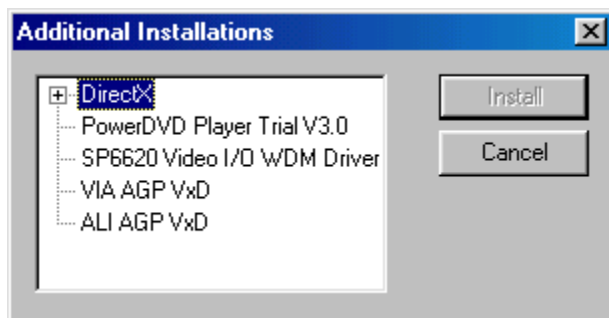 Additional Installations
DirectX
PowerDVD Player Trial V3.0
SP6620 Video I/O WDM Driver
VIA AGP VxD
ALI AGP VxD
Install
Cancel